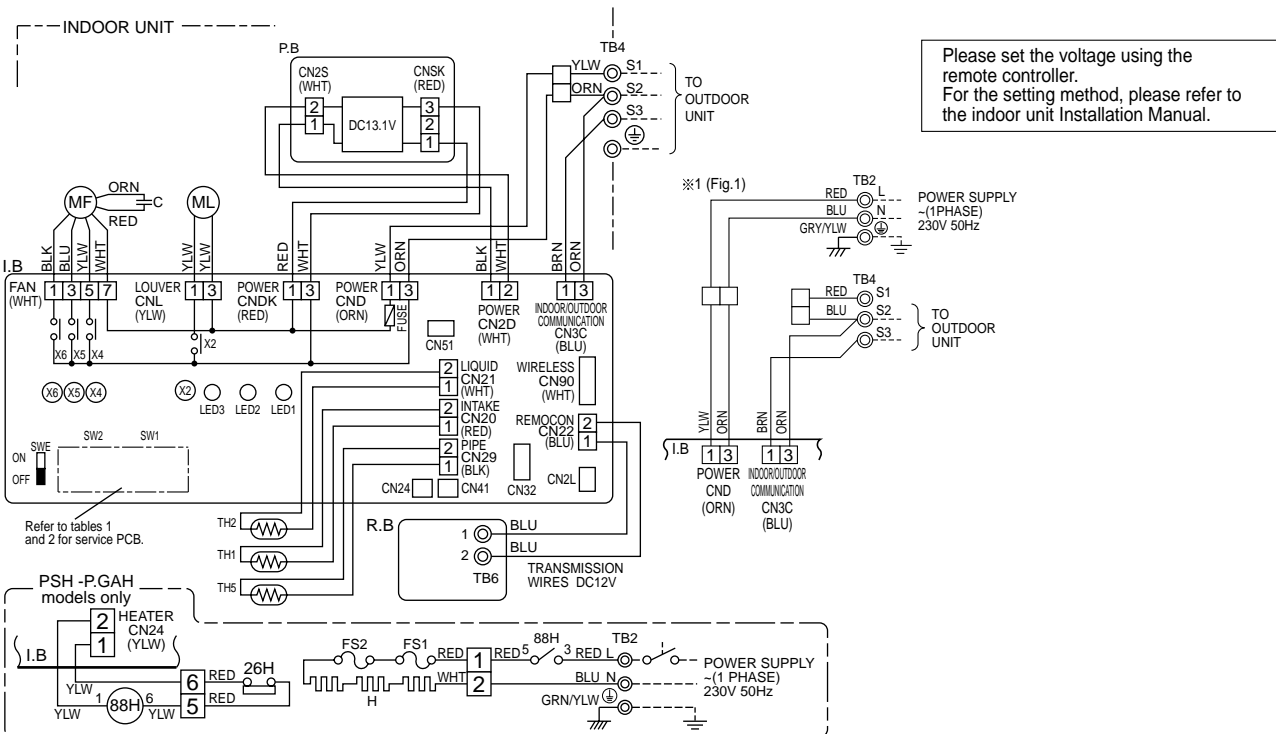 INDOOR UNIT
P.B
CN2S
(WHT)
CNSK
(RED)
2
1
DC13.1V
3
2
1
TB4
YLW
S1
ORN
S2
S3
TO
OUTDOOR
UNIT
Please set the voltage using the
remote controller.
For the setting method, please refer to
the indoor unit Installation Manual.
MF
ORN
C
RED
ML
BLK
BLU
YLW
WHT
YLW
YLW
RED
WHT
YLW
ORN
BLK
WHT
BRN
ORN
I.B
FAN
(WHT)
1 3 5 7
LOUVER
CNL
(YLW)
1 3
POWER
CNDK
(RED)
1 3
POWER
CND
(ORN)
1 3
FUSE
1 2
POWER
CN2D
(WHT)
1 3
INDOOR/OUTDOOR
COMMUNICATION
CN3C
(BLU)
X6 X5 X4
X2
CN51
X6 X5 X4
X2
LED3
LED2
LED1
2
1
LIQUID
CN21
(WHT)
2
1
INTAKE
CN20
(RED)
2
1
PIPE
CN29
(BLK)
WIRELESS
CN90
(WHT)
REMOCON
CN22
(BLU)
2
1
SWE
ON
OFF
SW2
SW1
CN24
CN41
CN32
CN2L
Refer to tables 1
and 2 for service PCB.
TH2
TH1
TH5
R.B
1
2
TB6
BLU
BLU
TRANSMISSION
WIRES DC12V
※1 (Fig.1)
TB2
RED
L
BLU
N
GRY/YLW
POWER SUPPLY
~(1PHASE)
230V 50Hz
TB4
RED
S1
BLU
S2
S3
TO
OUTDOOR
UNIT
YLW
ORN
BRN
ORN
I.B
1 3
POWER
CND
(ORN)
1 3
INDOOR/OUTDOOR
COMMUNICATION
CN3C
(BLU)
PSH -P.GAH
models only
2
1
HEATER
CN24
(YLW)
I.B
YLW
6
5
RED
26H
RED
YLW
1
88H
6
YLW
FS2
FS1
RED
1
RED
5
88H
3
RED
L
TB2
H
WHT
2
BLU
N
GRN/YLW
POWER SUPPLY
~(1 PHASE)
230V 50Hz